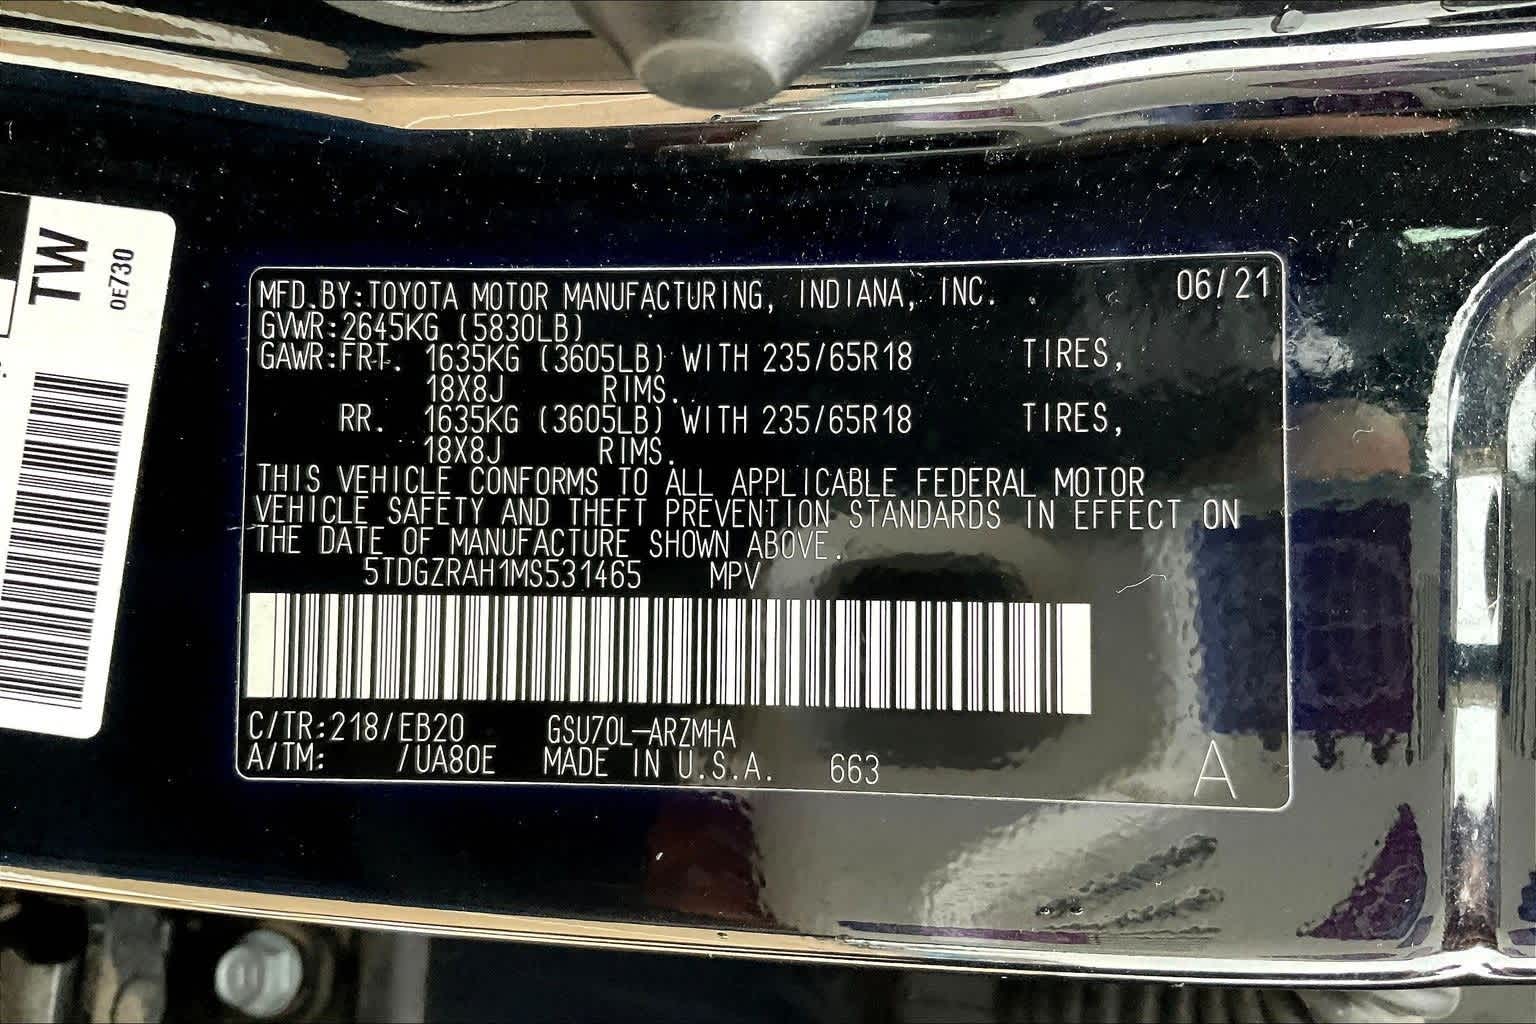 TW
0E730
MFD.BY:TOYOTA MOTOR MANUFACTURING, INDIANA, INC. 06/21
GVWR:2645KG (5830LB)
GAWR:FRT. 1635KG (3605LB) WITH 235/65R18 TIRES,
18X8J RIMS.
RR. 1635KG (3605LB) WITH 235/65R18 TIRES,
18X8J RIMS.
THIS VEHICLE CONFORMS TO ALL APPLICABLE FEDERAL MOTOR
VEHICLE SAFETY AND THEFT PREVENTION STANDARDS IN EFFECT ON
THE DATE OF MANUFACTURE SHOWN ABOVE.
5TDGZRAH1MS531465 MPV
C/TR:218/EB20 GSU70L-ARZMHA
A/TM: /UA80E MADE IN U.S.A. 663 A